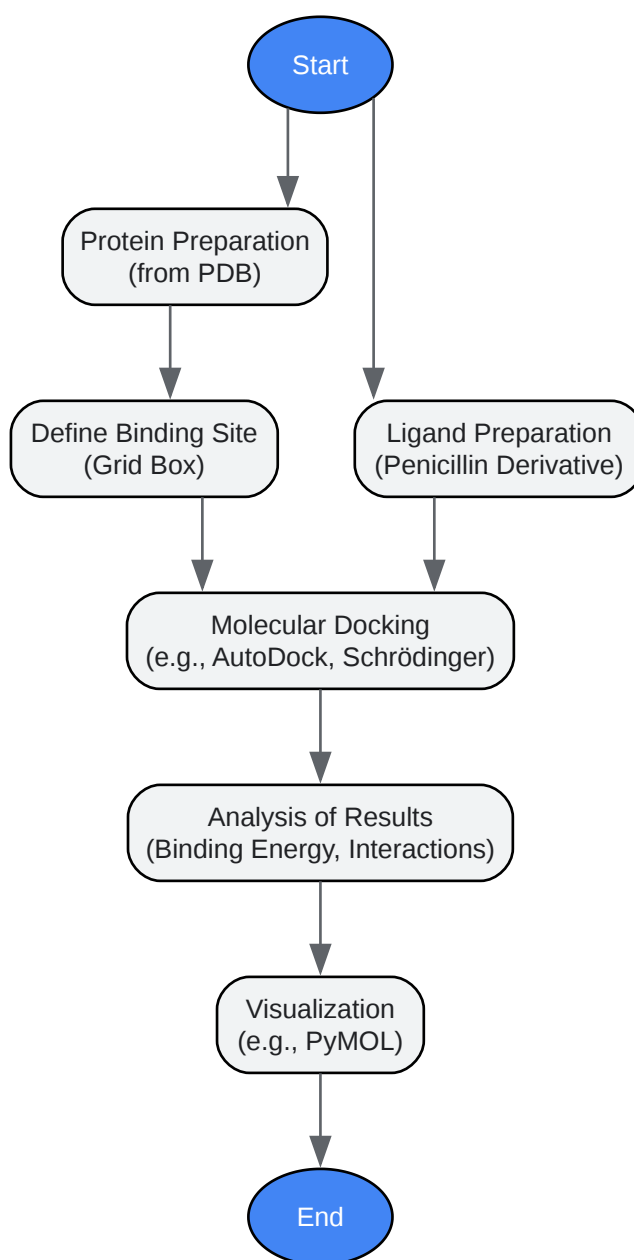 Start
Protein Preparation
(from PDB)
Define Binding Site
(Grid Box)
Ligand Preparation
(Penicillin Derivative)
Molecular Docking
(e.g., AutoDock, Schrödinger)
Analysis of Results
(Binding Energy, Interactions)
Visualization
(e.g., PyMOL)
End